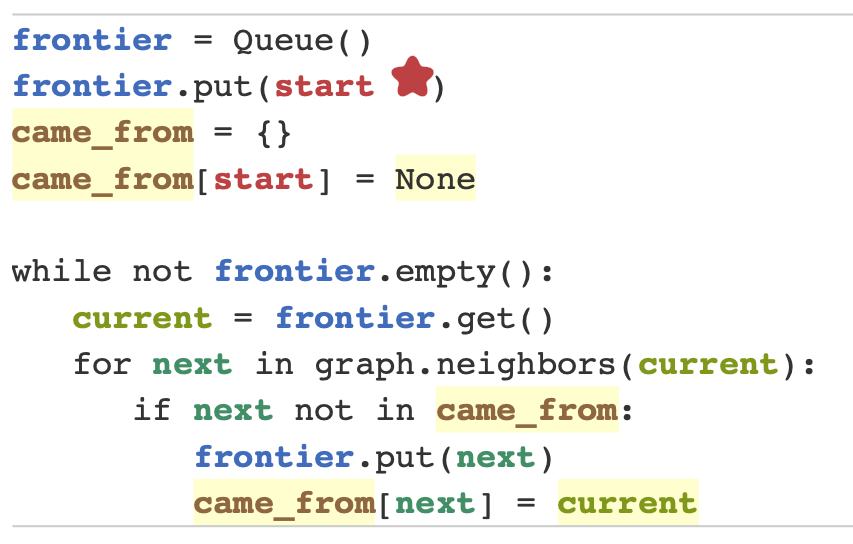 frontier = Queue()
frontier.put(start )
came_from = {}
came_from[start] = None
while not frontier.empty():
current = frontier.get()
for next in graph.neighbors(current):
if next not in came_from:
frontier.put(next)
came_from[next] = current